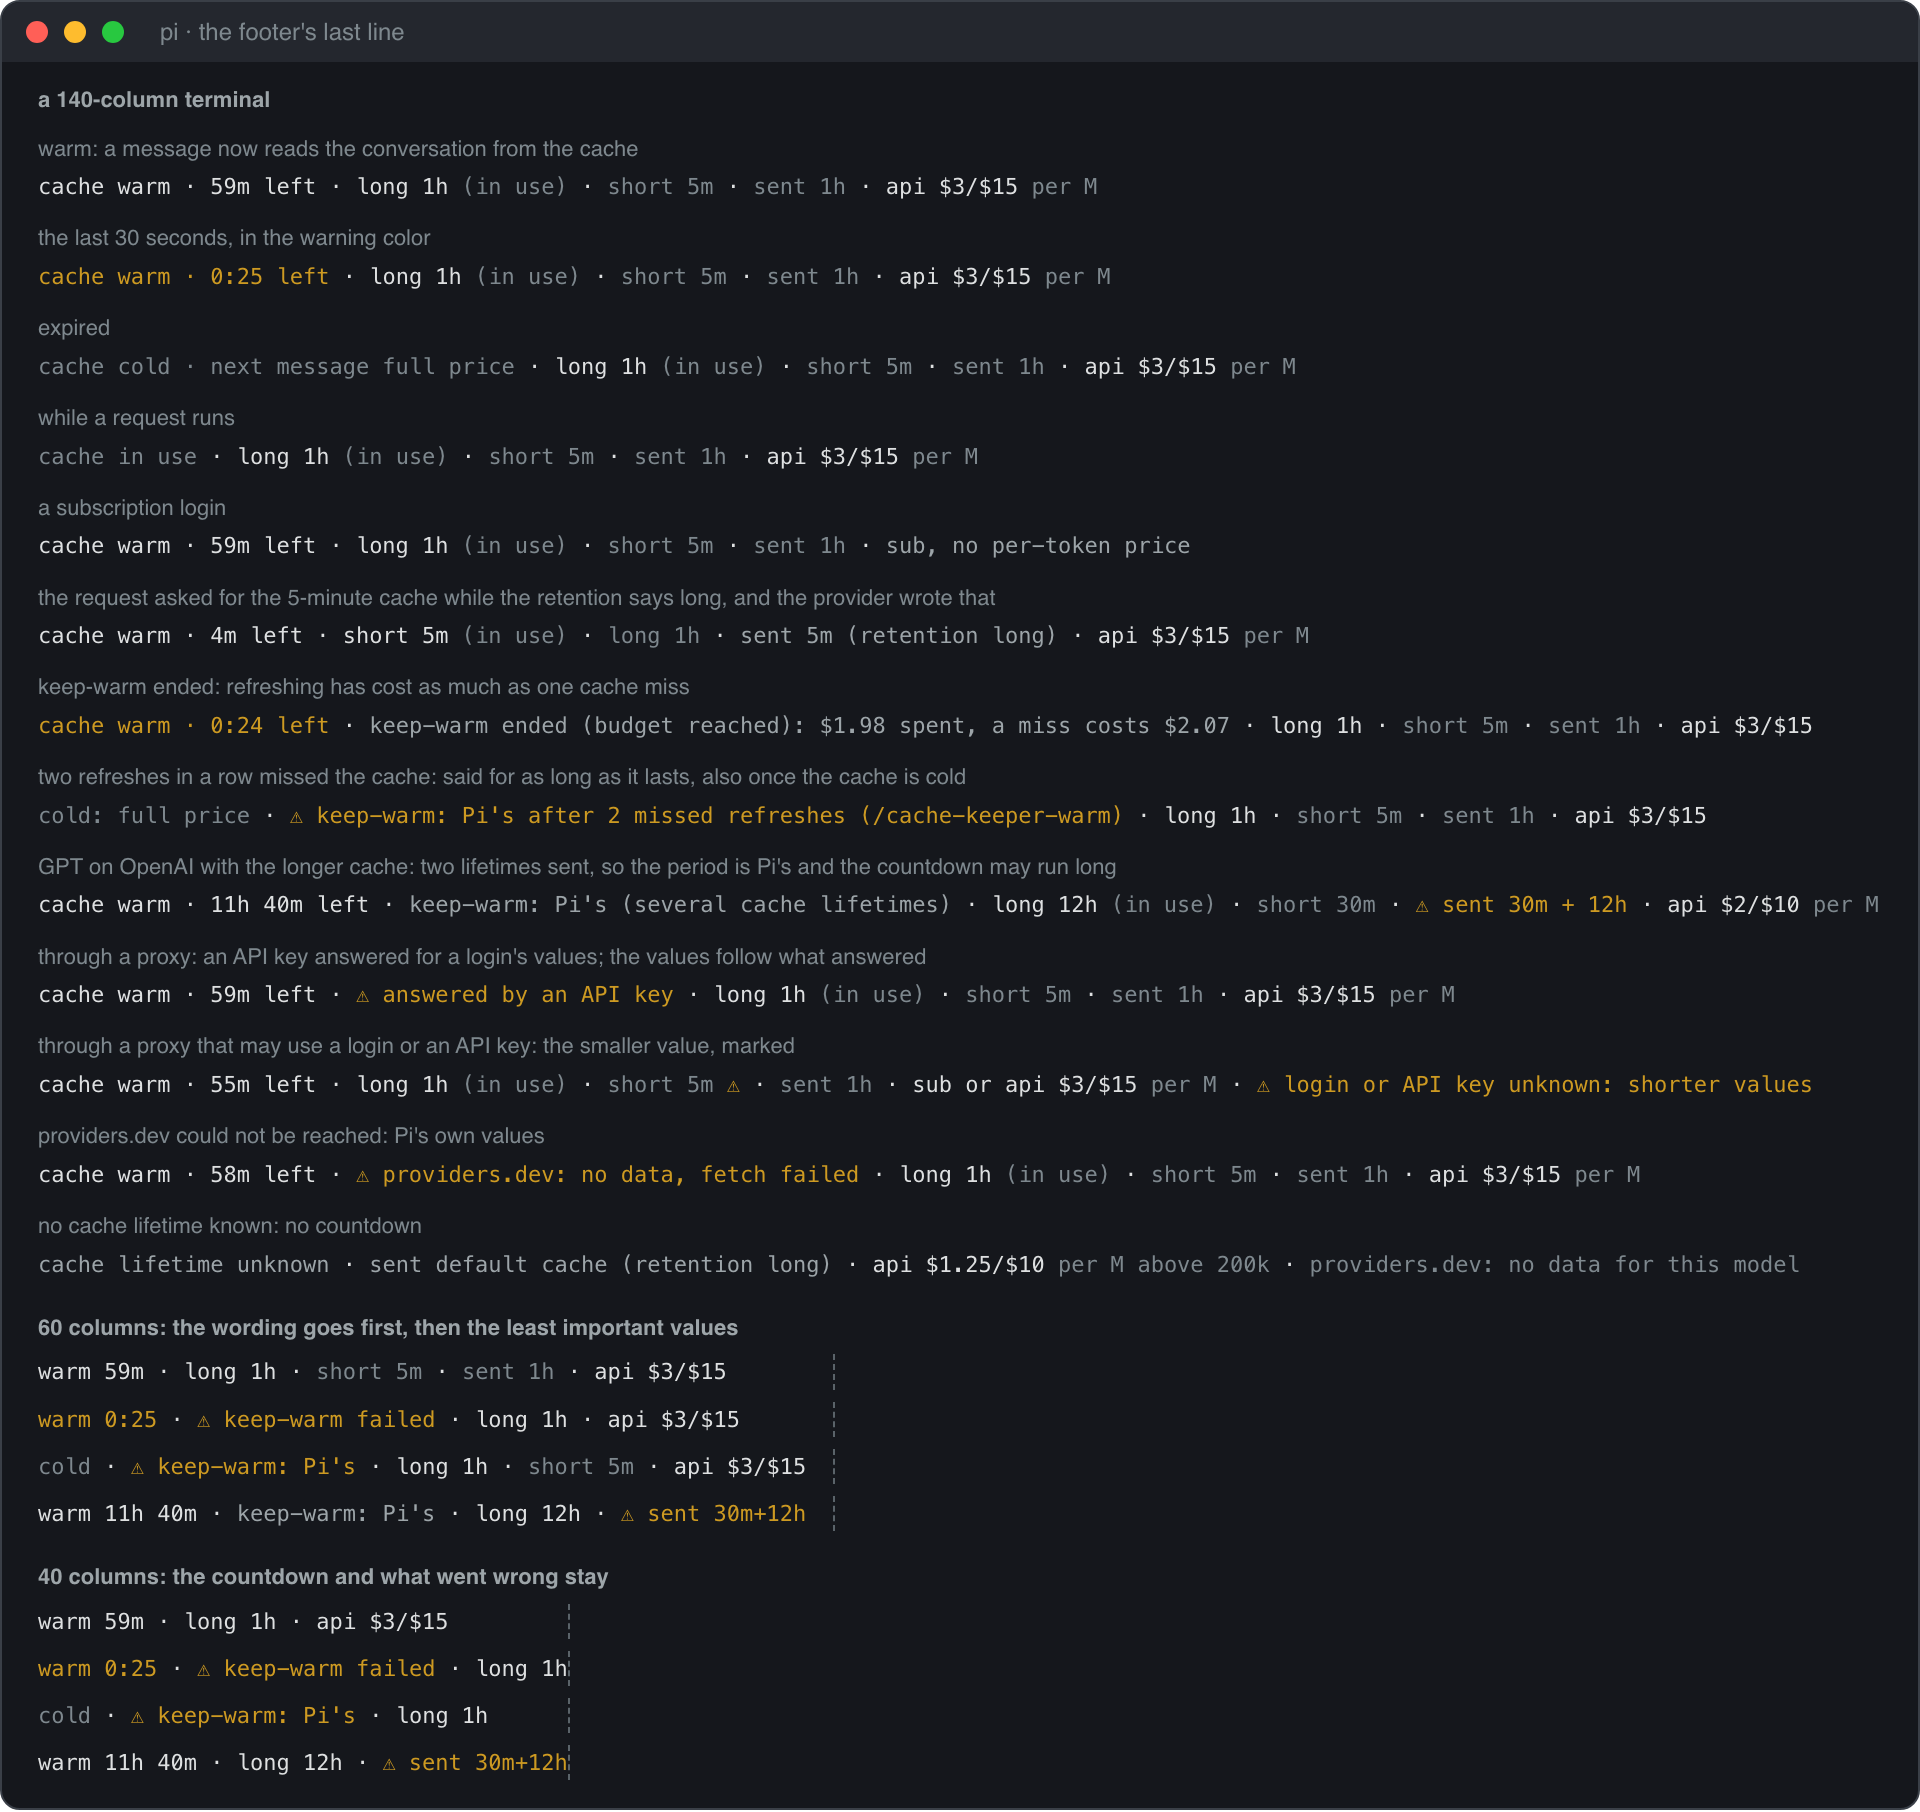 pi · the footer's last line
a 140-column terminal
warm: a message now reads the conversation from the cache
cache warm · 59m left · long 1h (in use) · short 5m · sent 1h · api $3/$15 per M
the last 30 seconds, in the warning color
cache warm · 0:25 left · long 1h (in use) · short 5m · sent 1h · api $3/$15 per M
expired
cache cold · next message full price · long 1h (in use) · short 5m · sent 1h · api $3/$15 per M
while a request runs
cache in use · long 1h (in use) · short 5m · sent 1h · api $3/$15 per M
a subscription login
cache warm · 59m left · long 1h (in use) · short 5m · sent 1h · sub, no per-token price
the request asked for the 5-minute cache while the retention says long, and the provider wrote that
cache warm · 4m left · short 5m (in use) · long 1h · sent 5m (retention long) · api $3/$15 per M
keep-warm ended: refreshing has cost as much as one cache miss
cache warm · 0:24 left · keep-warm ended (budget reached): $1.98 spent, a miss costs $2.07 · long 1h · short 5m · sent 1h · api $3/$15
two refreshes in a row missed the cache: said for as long as it lasts, also once the cache is cold
cold: full price · ⚠ keep-warm: Pi's after 2 missed refreshes (/cache-keeper-warm) · long 1h · short 5m · sent 1h · api $3/$15
GPT on OpenAI with the longer cache: two lifetimes sent, so the period is Pi's and the countdown may run long
cache warm · 11h 40m left · keep-warm: Pi's (several cache lifetimes) · long 12h (in use) · short 30m · ⚠ sent 30m + 12h · api $2/$10 per M
through a proxy: an API key answered for a login's values; the values follow what answered
cache warm · 59m left · ⚠ answered by an API key · long 1h (in use) · short 5m · sent 1h · api $3/$15 per M
through a proxy that may use a login or an API key: the smaller value, marked
cache warm · 55m left · long 1h (in use) · short 5m ⚠ · sent 1h · sub or api $3/$15 per M · ⚠ login or API key unknown: shorter values
providers.dev could not be reached: Pi's own values
cache warm · 58m left · ⚠ providers.dev: no data, fetch failed · long 1h (in use) · short 5m · sent 1h · api $3/$15 per M
no cache lifetime known: no countdown
cache lifetime unknown · sent default cache (retention long) · api $1.25/$10 per M above 200k · providers.dev: no data for this model
60 columns: the wording goes first, then the least important values
warm 59m · long 1h · short 5m · sent 1h · api $3/$15
warm 0:25 · ⚠ keep-warm failed · long 1h · api $3/$15
cold · ⚠ keep-warm: Pi's · long 1h · short 5m · api $3/$15
warm 11h 40m · keep-warm: Pi's · long 12h · ⚠ sent 30m+12h
40 columns: the countdown and what went wrong stay
warm 59m · long 1h · api $3/$15
warm 0:25 · ⚠ keep-warm failed · long 1h
cold · ⚠ keep-warm: Pi's · long 1h
warm 11h 40m · long 12h · ⚠ sent 30m+12h